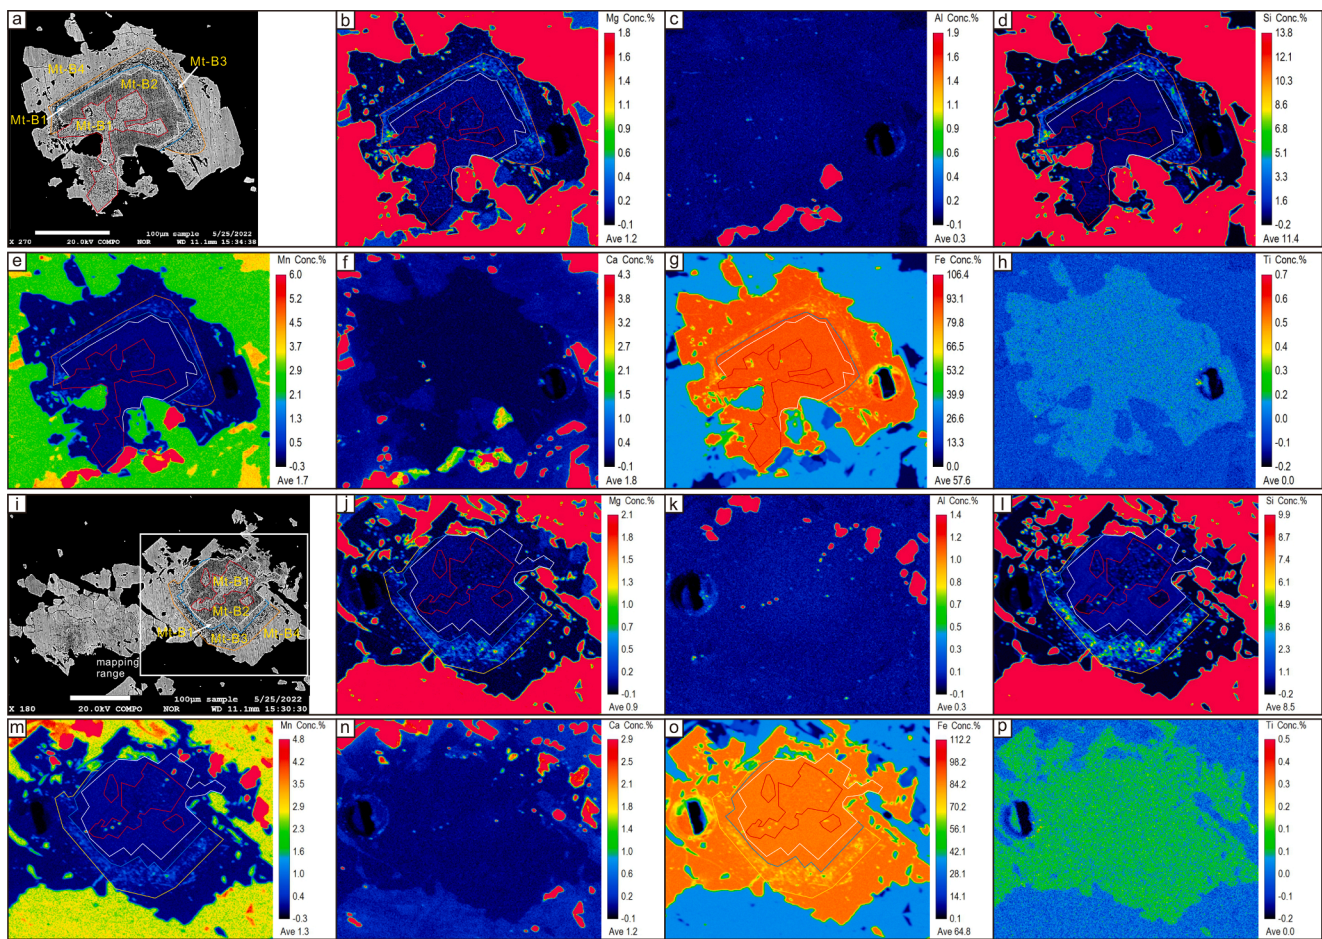 a
Mt-B4
Mt-B3
Mt-B2
Mt-B1
Mt-S1
100μm sample 5/25/2022
X 270 20.0kV COMPO NOR WD 11.1mm 15:34:38
b
Mg Conc.%
1.8
1.7
1.4
1.3
1.1
0.9
0.8
0.6
0.4
0.3
0.1
-0.1
Ave 1.2
c
Al Conc.%
1.9
1.7
1.5
1.4
1.2
1.0
0.8
0.6
0.5
0.3
0.1
-0.1
Ave 0.3
d
Si Conc.%
13.8
12.1
10.3
8.6
6.8
5.1
3.3
1.6
-0.2
Ave 11.4
e
Mn Conc.%
6.0
5.2
4.4
3.7
2.9
2.1
1.3
0.5
-0.3
Ave 1.7
f
Ca Conc.%
4.3
3.8
3.2
2.7
2.1
1.5
1.0
0.4
-0.1
Ave 1.8
g
Fe Conc.%
106.4
93.1
79.8
66.5
53.2
39.9
26.6
13.3
0.0
Ave 57.6
h
Ti Conc.%
0.7
0.6
0.5
0.4
0.2
0.1
0.0
-0.1
-0.2
Ave 0.0
i
Mt-B1
Mt-B2
Mt-B1
Mt-B3
Mt-B4
mapping
range
100μm sample 5/25/2022
X 180 20.0kV COMPO NOR WD 11.1mm 15:30:30
j
Mg Conc.%
2.1
1.8
1.5
1.3
1.0
0.7
0.5
0.2
-0.1
Ave 0.9
k
Al Conc.%
1.4
1.3
1.0
0.9
0.7
0.5
0.3
0.1
-0.1
Ave 0.3
l
Si Conc.%
9.9
8.6
7.4
6.1
4.9
3.6
2.3
1.1
-0.2
Ave 8.5
m
Mn Conc.%
4.8
4.2
3.5
2.9
2.3
1.6
1.0
0.4
-0.3
Ave 1.3
n
Ca Conc.%
2.9
2.5
2.1
1.7
1.4
1.0
0.6
0.2
-0.1
Ave 1.2
o
Fe Conc.%
112.2
98.2
84.2
70.2
56.1
42.1
28.1
14.1
0.1
Ave 64.8
p
Ti Conc.%
0.5
0.4
0.3
0.2
0.1
0.1
0.0
-0.1
-0.2
Ave 0.0